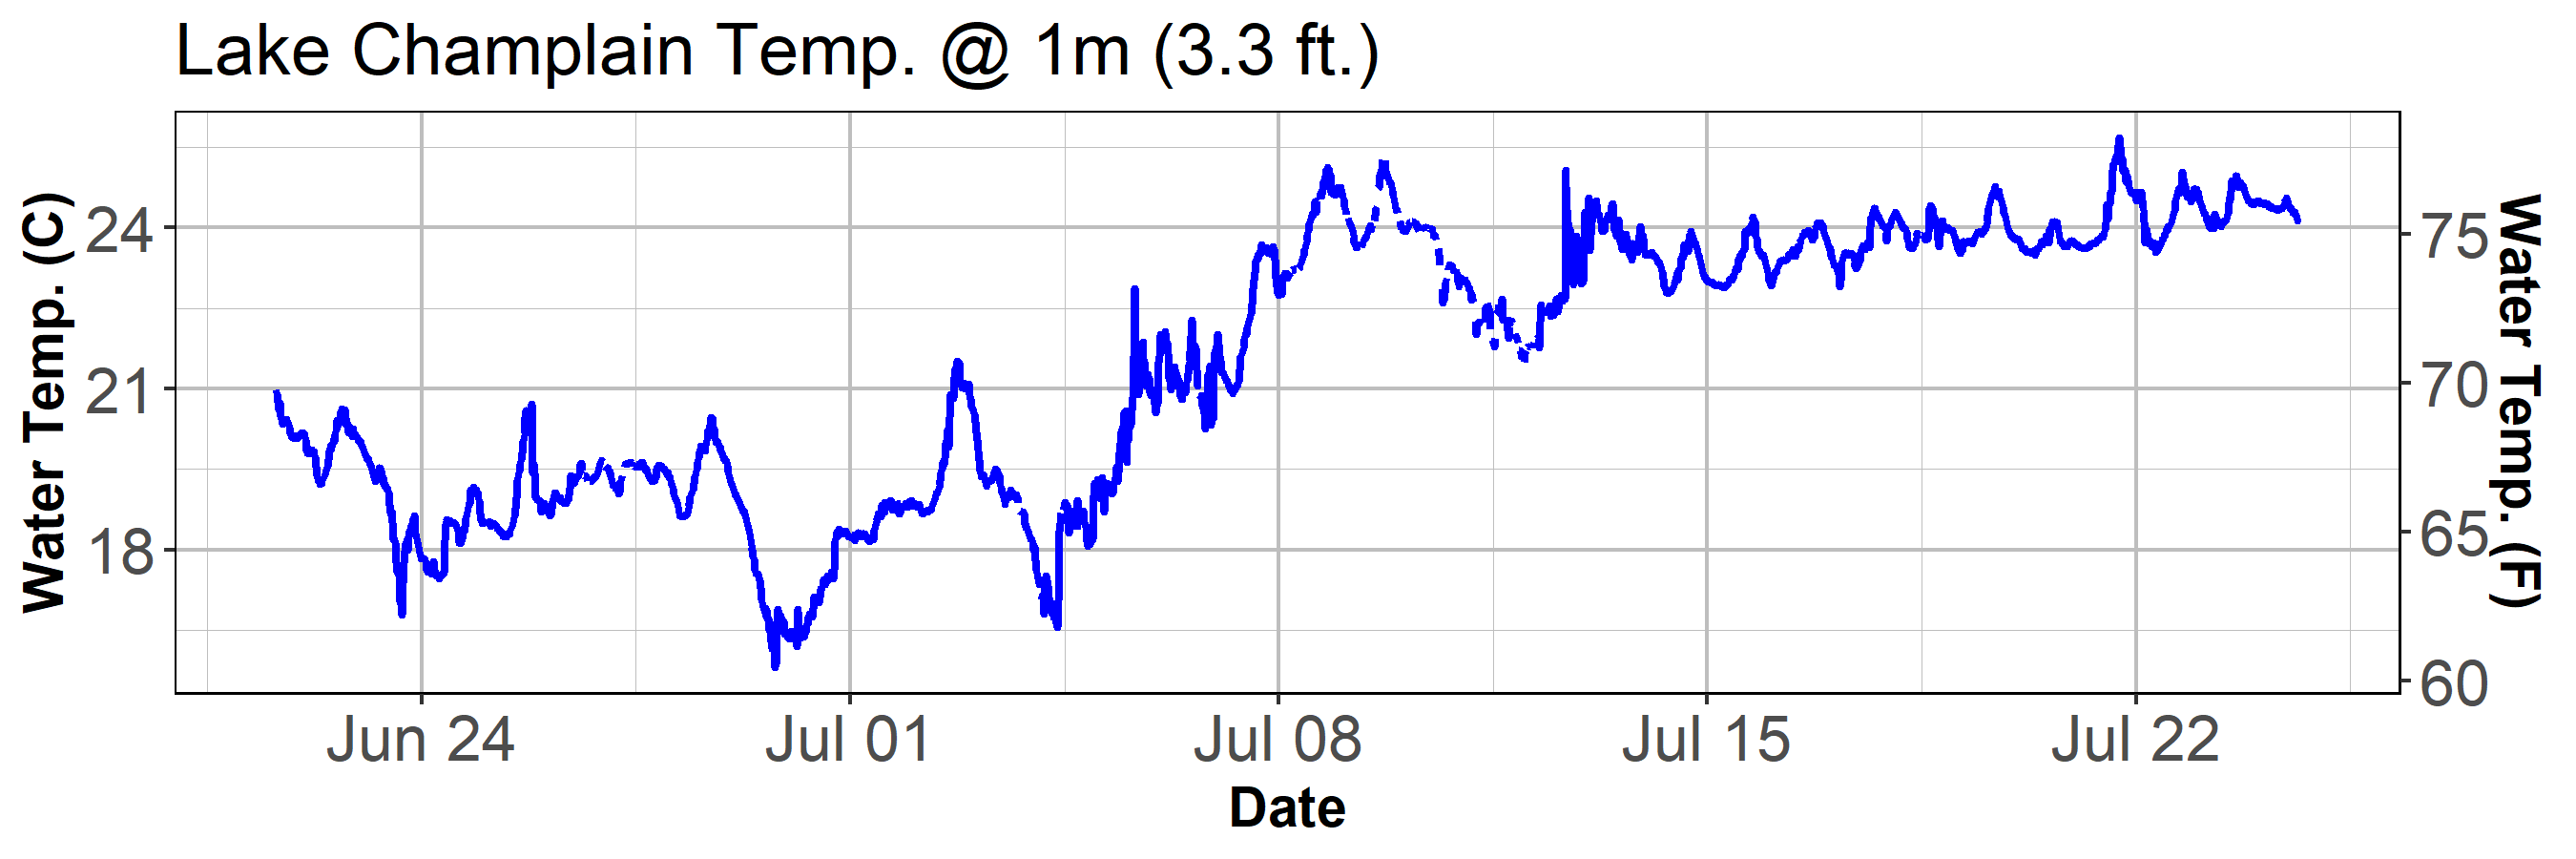 Lake Champlain Temp. @ 1m (3.3 ft.)
Water Temp. (C)
24
21
18
75
70
65
60
Water Temp. (F)
Jun 24
Jul 01
Jul 08
Jul 15
Jul 22
Date